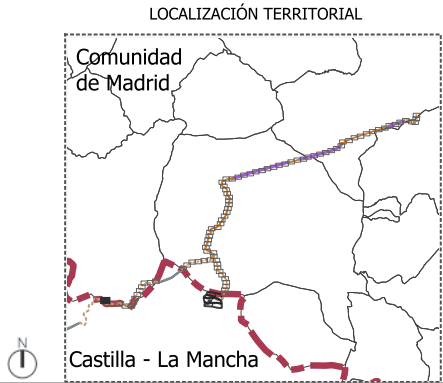 LOCALIZACIÓN TERRITORIAL
Comunidad
de Madrid
N
Castilla - La Mancha